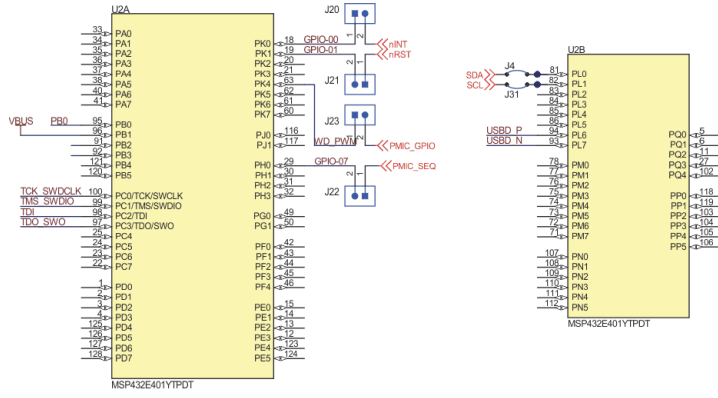 U2A
J20
33 PA0
34 PA1
35 PA2
36 PA3
37 PA4
38 PA5
40 PA6
41 PA7
VBUS PB0
95 PB0
96 PB1
91 PB2
92 PB3
121 PB4
120 PB5
TCK_SWDCLK 100 PC0/TCK/SWCLK
TMS_SWDIO 99 PC1/TMS/SWDIO
TDI 98 PC2/TDI
TDO_SWO 97 PC3/TDO/SWO
25 PC4
24 PC5
23 PC6
22 PC7
1 PD0
2 PD1
3 PD2
4 PD3
125 PD4
126 PD5
127 PD6
128 PD7
PK0 18 GPIO-00 1 2 nINT
PK1 19 GPIO-01 nRST
PK2 20
PK3 21
PK4 63
PK5 62
PK6 61
PK7 60
1 2
J21
J23
PJ0 116
PJ1 117 WD_PWM 1 2 PMIC_GPIO
PH0 29 GPIO-07 PMIC_SEQ
PH1 30
PH2 31
PH3 32
2 1
J22
PG0 49
PG1 50
PF0 42
PF1 43
PF2 44
PF3 45
PF4 46
PE0 15
PE1 14
PE2 13
PE3 12
PE4 123
PE5 124
MSP432E401YTPDT
U2B
SDA J4 81 PL0
SCL J31 82 PL1
83 PL2
84 PL3
85 PL4
86 PL5
USBD_P 94 PL6
USBD_N 93 PL7
78 PM0
77 PM1
76 PM2
75 PM3
74 PM4
73 PM5
72 PM6
71 PM7
107 PN0
108 PN1
109 PN2
110 PN3
111 PN4
112 PN5
PQ0 5
PQ1 6
PQ2 11
PQ3 27
PQ4 102
PP0 118
PP1 119
PP2 103
PP3 104
PP4 105
PP5 106
MSP432E401YTPDT